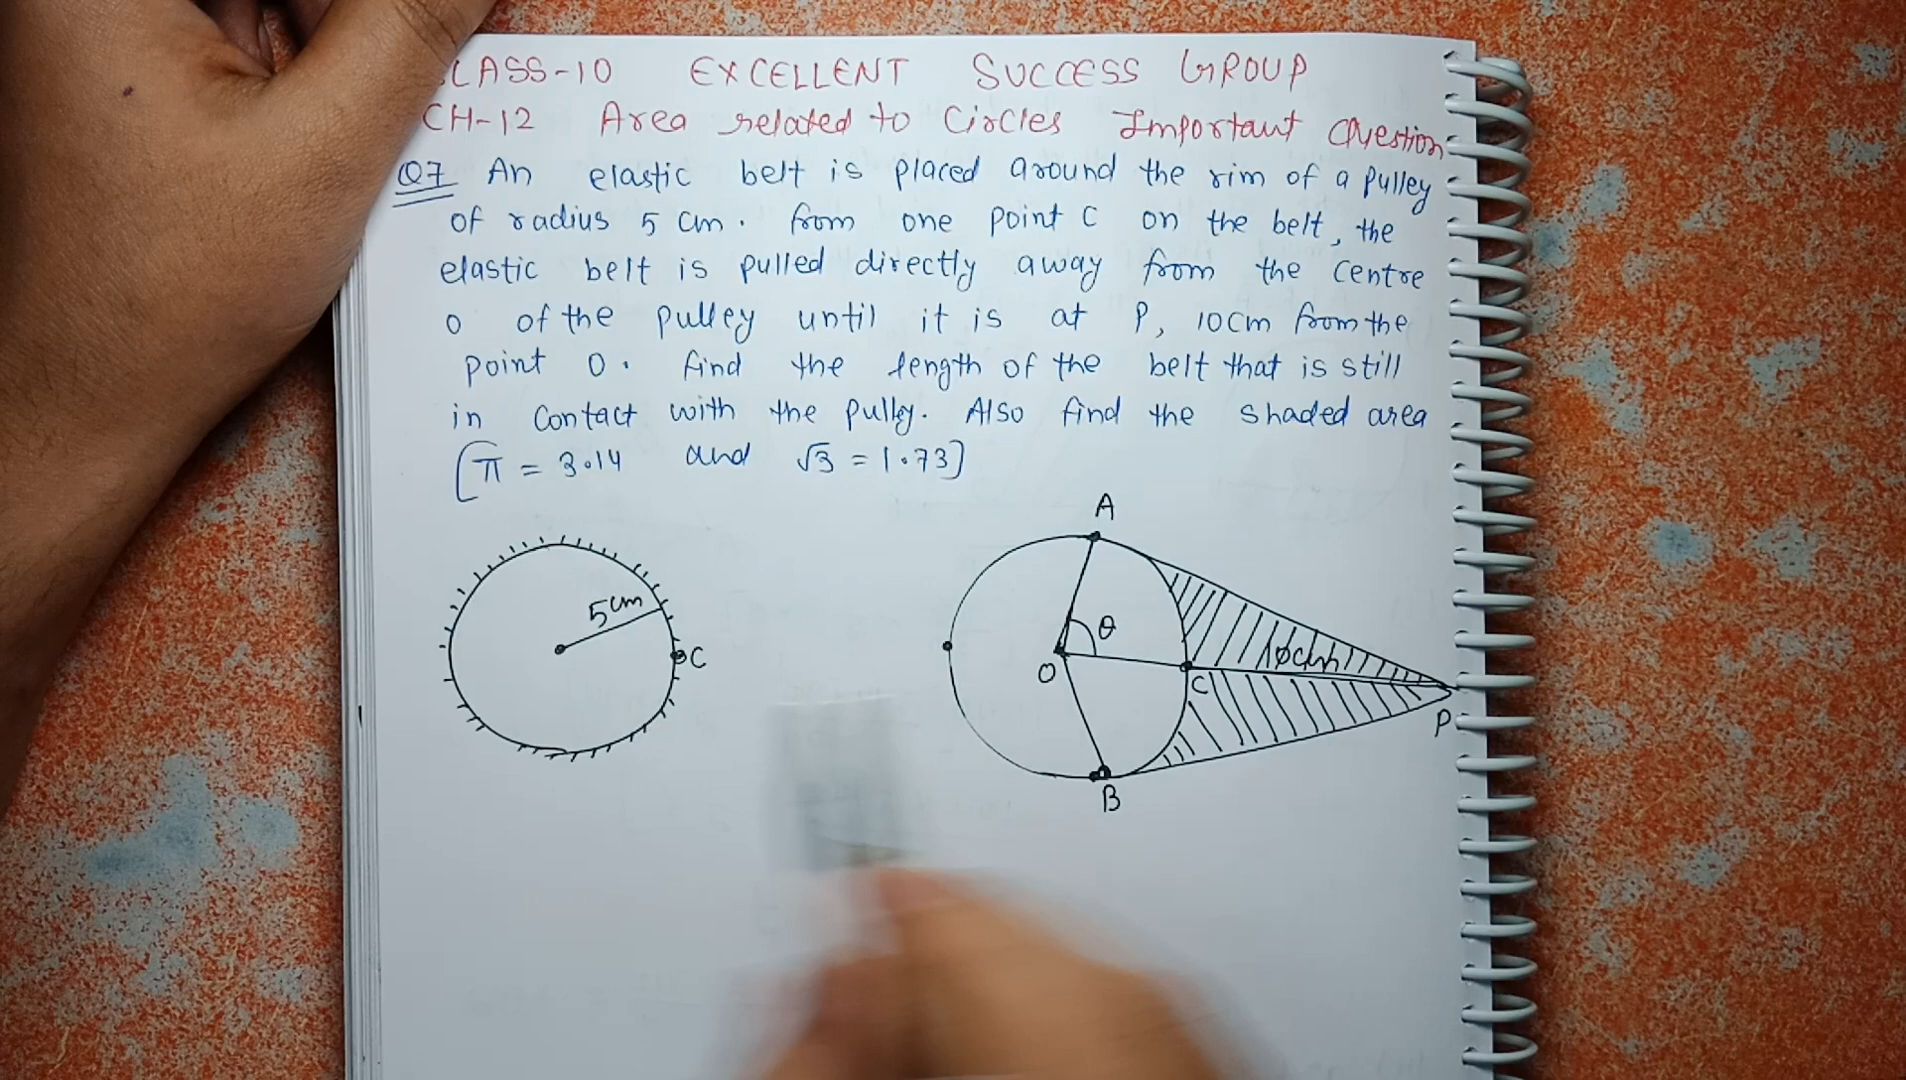 LASS-10 EXCELLENT SUCCESS GROUP
CH-12 Area related to Circles Important Question
Q7 An elastic belt is placed around the rim of a pulley
of radius 5 cm. from one point C on the belt, the
elastic belt is pulled directly away from the centre
O of the pulley until it is at P, 10cm from the
point O. find the length of the belt that is still
in contact with the pulley. Also find the shaded area
[π = 3.14 and √3 = 1.73]
A
5cm
θ
10cm
C
O
C
P
B